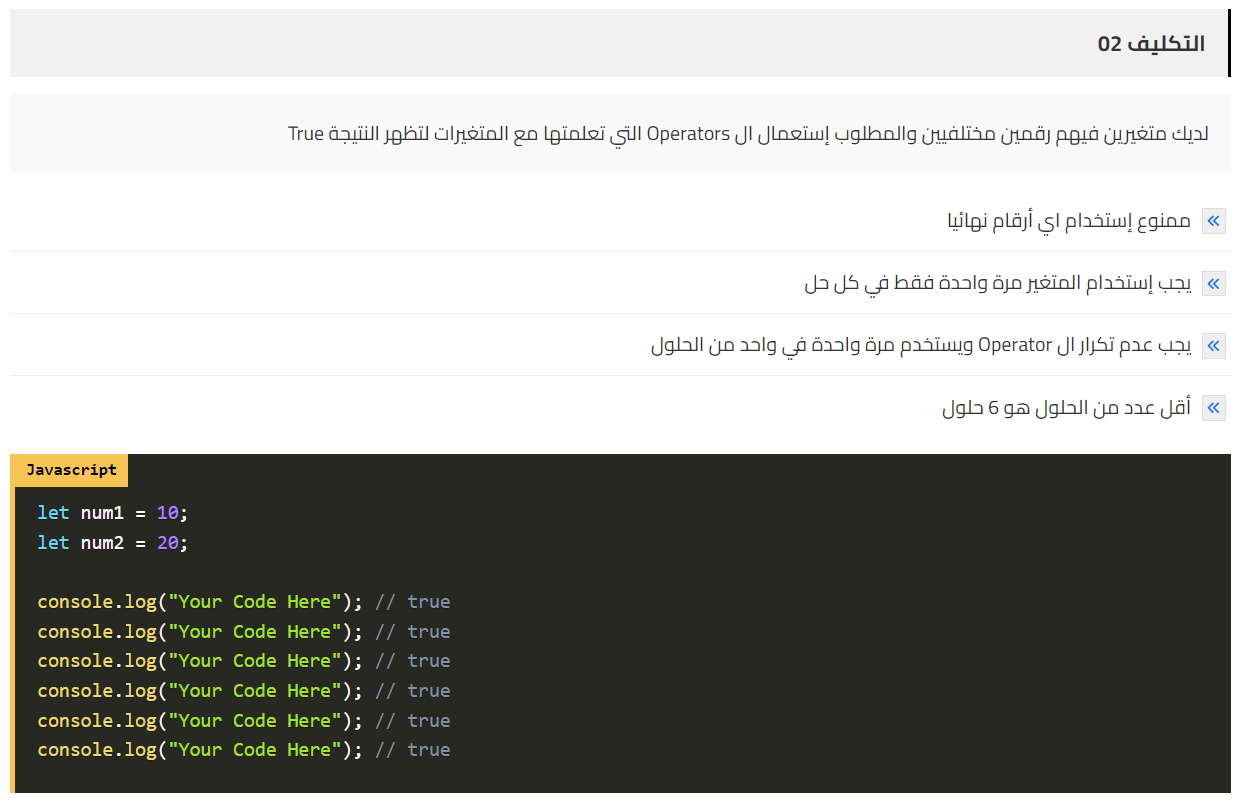 التكليف 02
لديك متغيرين فيهم رقمين مختلفيين والمطلوب إستعمال ال Operators التي تعلمتها مع المتغيرات لتظهر النتيجة True
ممنوع إستخدام اي أرقام نهائيا
يجب إستخدام المتغير مرة واحدة فقط في كل حل
يجب عدم تكرار ال Operator ويستخدم مرة واحدة في واحد من الحلول
أقل عدد من الحلول هو 6 حلول
Javascript
let num1 = 10;
let num2 = 20;
console.log("Your Code Here"); // true
console.log("Your Code Here"); // true
console.log("Your Code Here"); // true
console.log("Your Code Here"); // true
console.log("Your Code Here"); // true
console.log("Your Code Here"); // true